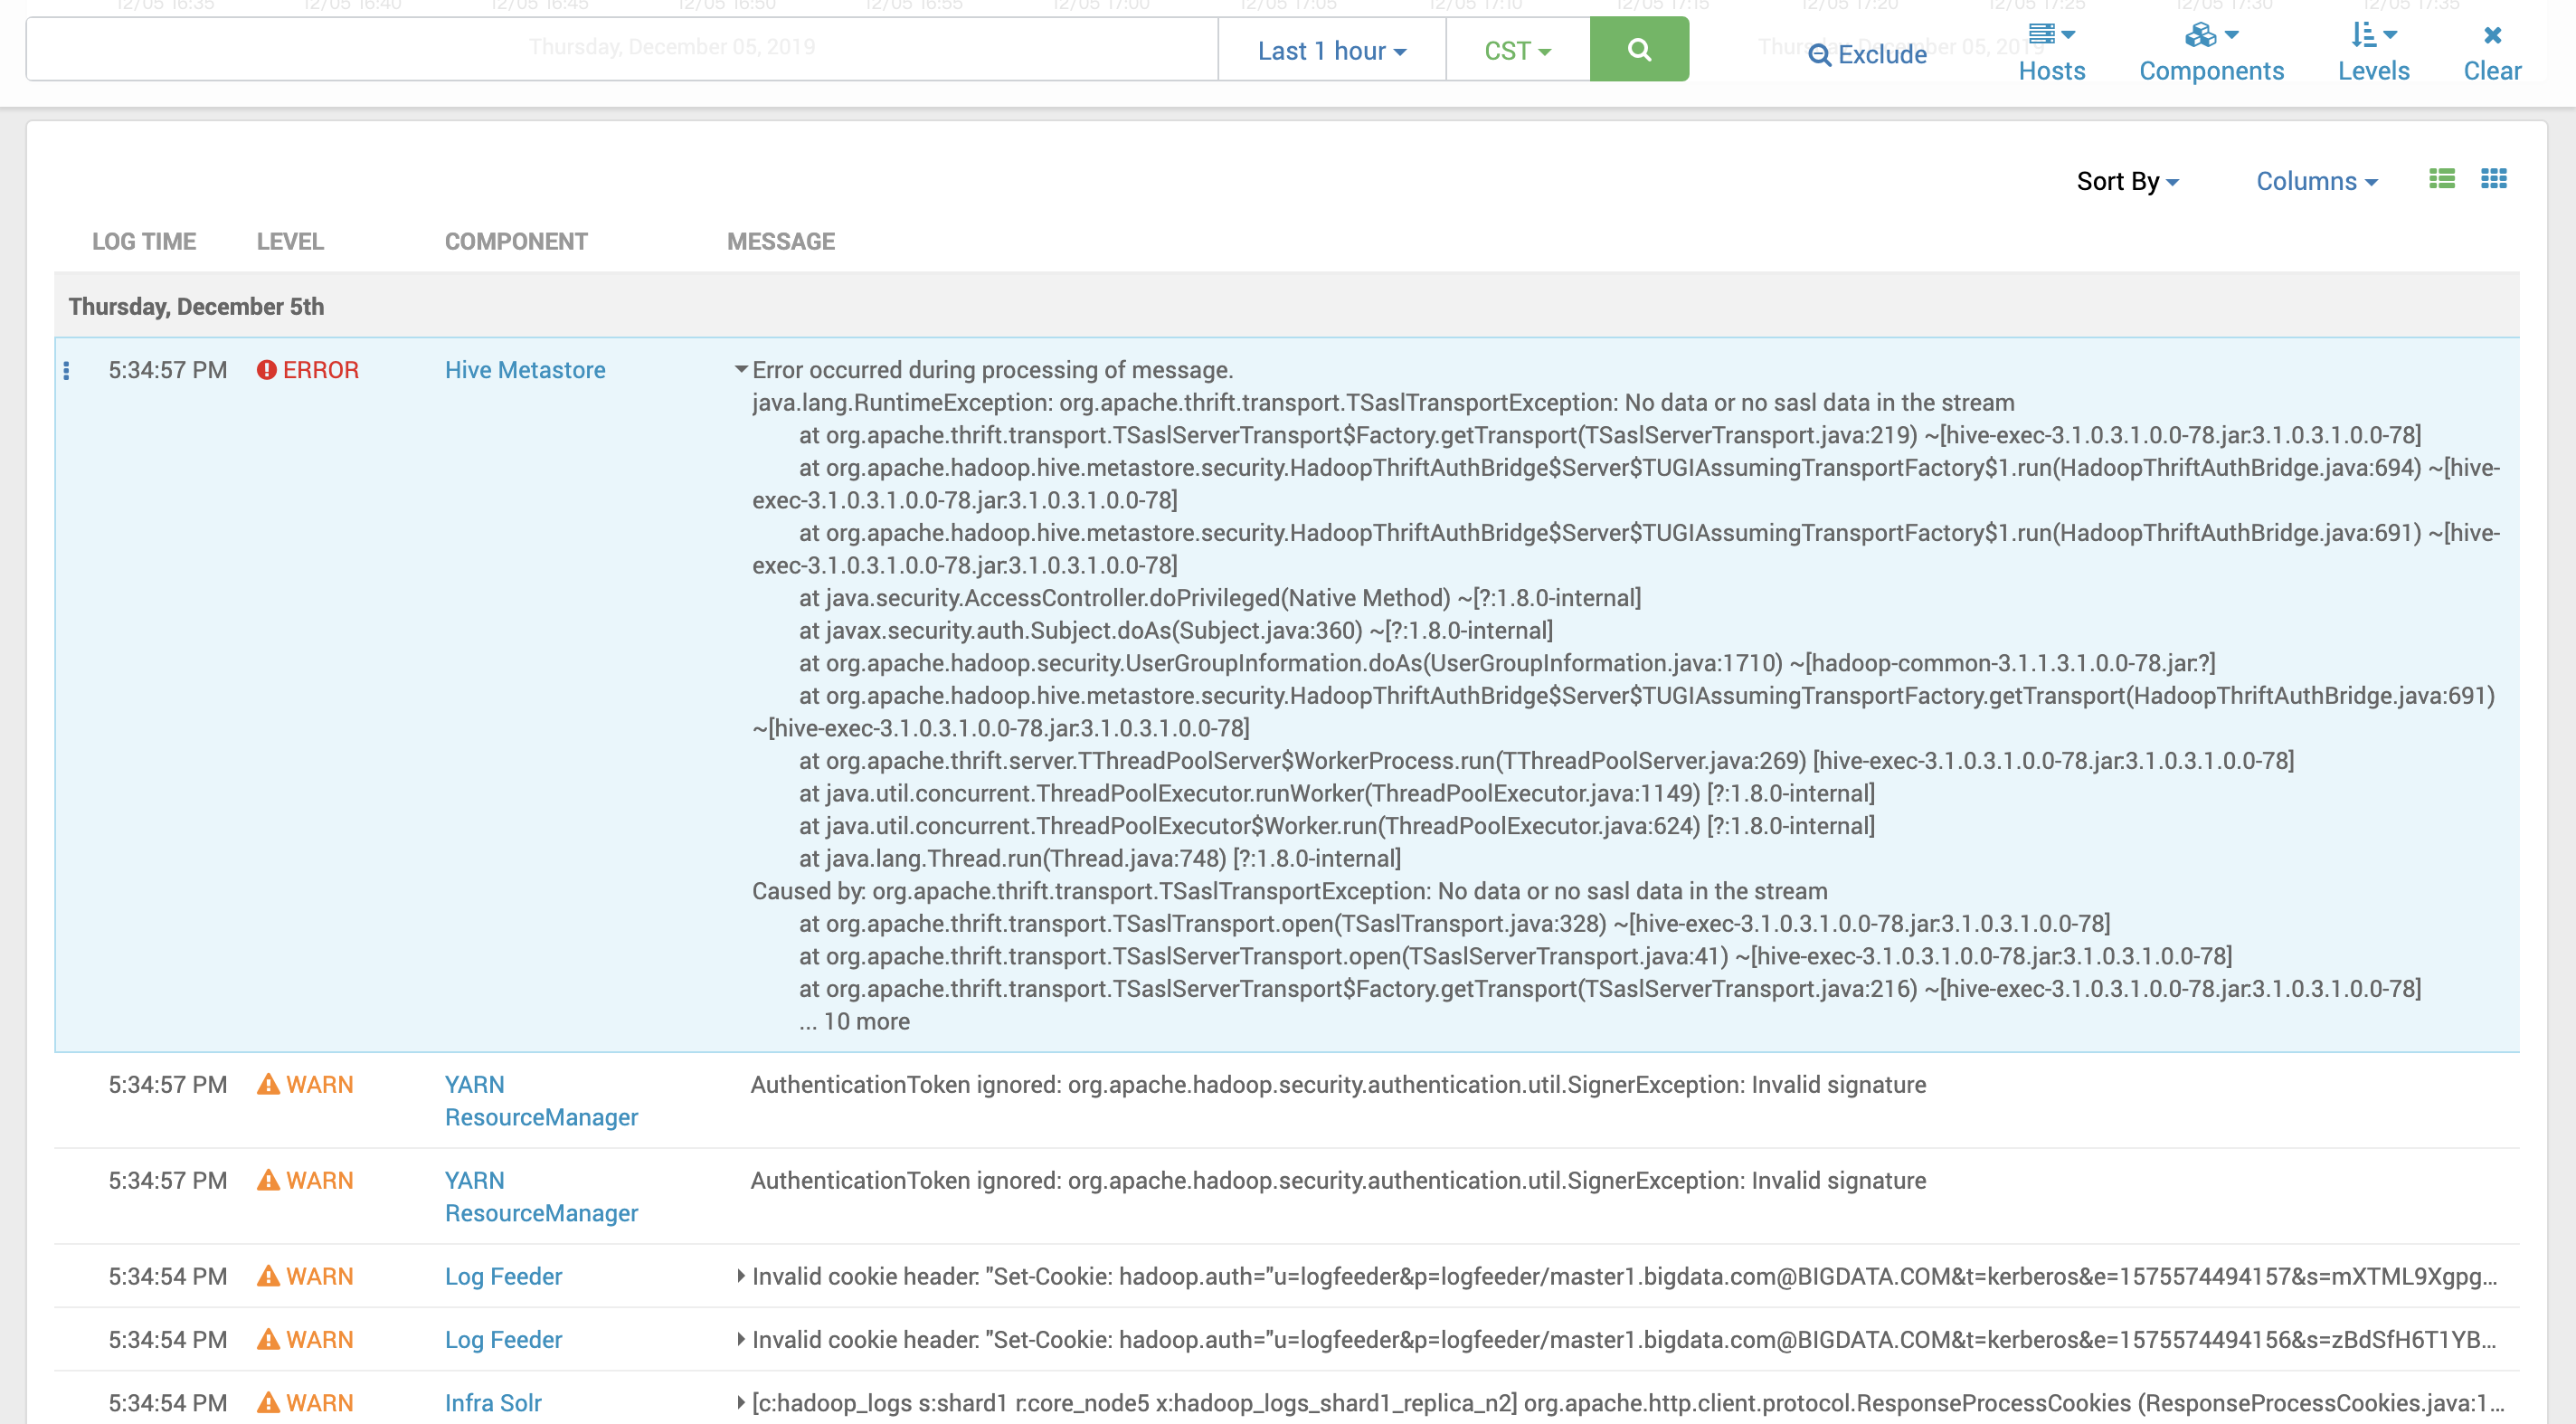 12/05 16:35 12/05 16:40 12/05 16:45 12/05 16:50 12/05 16:55 12/05 17:00 12/05 17:05 12/05 17:10 12/05 17:15 12/05 17:20 12/05 17:25 12/05 17:30 12/05 17:35
Thursday, December 05, 2019 Thursday, December 05, 2019
Last 1 hour CST Exclude Hosts Components Levels Clear
Sort By Columns
LOG TIME LEVEL COMPONENT MESSAGE
Thursday, December 5th
5:34:57 PM ERROR Hive Metastore Error occurred during processing of message.
java.lang.RuntimeException: org.apache.thrift.transport.TSaslTransportException: No data or no sasl data in the stream
at org.apache.thrift.transport.TSaslServerTransport$Factory.getTransport(TSaslServerTransport.java:219) ~[hive-exec-3.1.0.3.1.0.0-78.jar:3.1.0.3.1.0.0-78]
at org.apache.hadoop.hive.metastore.security.HadoopThriftAuthBridge$Server$TUGIAssumingTransportFactory$1.run(HadoopThriftAuthBridge.java:694) ~[hive-
exec-3.1.0.3.1.0.0-78.jar:3.1.0.3.1.0.0-78]
at org.apache.hadoop.hive.metastore.security.HadoopThriftAuthBridge$Server$TUGIAssumingTransportFactory$1.run(HadoopThriftAuthBridge.java:691) ~[hive-
exec-3.1.0.3.1.0.0-78.jar:3.1.0.3.1.0.0-78]
at java.security.AccessController.doPrivileged(Native Method) ~[?:1.8.0-internal]
at javax.security.auth.Subject.doAs(Subject.java:360) ~[?:1.8.0-internal]
at org.apache.hadoop.security.UserGroupInformation.doAs(UserGroupInformation.java:1710) ~[hadoop-common-3.1.1.3.1.0.0-78.jar:?]
at org.apache.hadoop.hive.metastore.security.HadoopThriftAuthBridge$Server$TUGIAssumingTransportFactory.getTransport(HadoopThriftAuthBridge.java:691)
~[hive-exec-3.1.0.3.1.0.0-78.jar:3.1.0.3.1.0.0-78]
at org.apache.thrift.server.TThreadPoolServer$WorkerProcess.run(TThreadPoolServer.java:269) [hive-exec-3.1.0.3.1.0.0-78.jar:3.1.0.3.1.0.0-78]
at java.util.concurrent.ThreadPoolExecutor.runWorker(ThreadPoolExecutor.java:1149) [?:1.8.0-internal]
at java.util.concurrent.ThreadPoolExecutor$Worker.run(ThreadPoolExecutor.java:624) [?:1.8.0-internal]
at java.lang.Thread.run(Thread.java:748) [?:1.8.0-internal]
Caused by: org.apache.thrift.transport.TSaslTransportException: No data or no sasl data in the stream
at org.apache.thrift.transport.TSaslTransport.open(TSaslTransport.java:328) ~[hive-exec-3.1.0.3.1.0.0-78.jar:3.1.0.3.1.0.0-78]
at org.apache.thrift.transport.TSaslServerTransport.open(TSaslServerTransport.java:41) ~[hive-exec-3.1.0.3.1.0.0-78.jar:3.1.0.3.1.0.0-78]
at org.apache.thrift.transport.TSaslServerTransport$Factory.getTransport(TSaslServerTransport.java:216) ~[hive-exec-3.1.0.3.1.0.0-78.jar:3.1.0.3.1.0.0-78]
... 10 more
5:34:57 PM WARN YARN AuthenticationToken ignored: org.apache.hadoop.security.authentication.util.SignerException: Invalid signature
ResourceManager
5:34:57 PM WARN YARN AuthenticationToken ignored: org.apache.hadoop.security.authentication.util.SignerException: Invalid signature
ResourceManager
5:34:54 PM WARN Log Feeder Invalid cookie header: "Set-Cookie: hadoop.auth="u=logfeeder&p=logfeeder/master1.bigdata.com@BIGDATA.COM&t=kerberos&e=1575574494157&s=mXTML9Xgpg...
5:34:54 PM WARN Log Feeder Invalid cookie header: "Set-Cookie: hadoop.auth="u=logfeeder&p=logfeeder/master1.bigdata.com@BIGDATA.COM&t=kerberos&e=1575574494156&s=zBdSfH6T1YB...
5:34:54 PM WARN Infra Solr [c:hadoop_logs s:shard1 r:core_node5 x:hadoop_logs_shard1_replica_n2] org.apache.http.client.protocol.ResponseProcessCookies (ResponseProcessCookies.java:1...